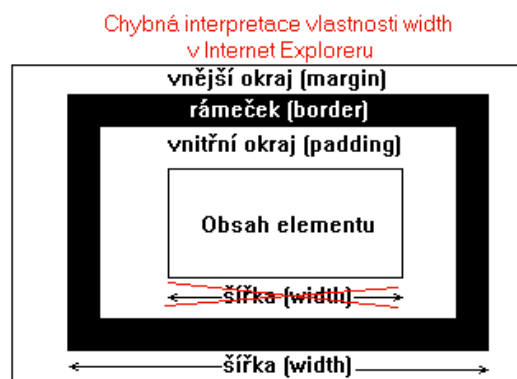 Chybná interpretace vlastnosti width
v Internet Exploreru
vnější okraj (margin)
rámeček (border)
vnitřní okraj (padding)
Obsah elementu
šířka (width)
šířka (width)